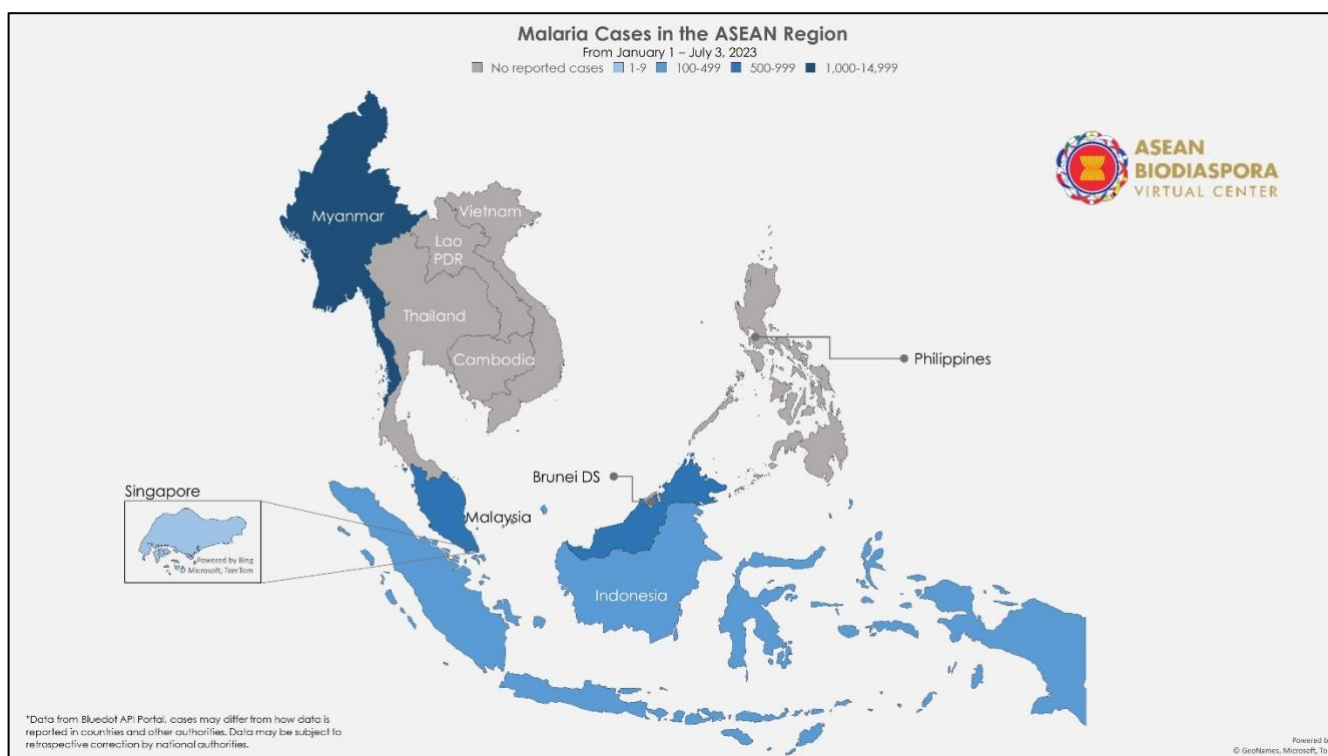 Malaria Cases in the ASEAN Region
From January 1 – July 3, 2023
No reported cases 1-9 100-499 500-999 1,000-14,999
ASEAN
BIODIASPORA
VIRTUAL CENTER
Myanmar
Vietnam
Lao
PDR
Thailand
Cambodia
Philippines
Brunei DS
Singapore
Malaysia
Powered by Bing
© Microsoft, TomTom
Indonesia
*Data from Bluedot API Portal, cases may differ from how data is
reported in countries and other authorities. Data may be subject to
retrospective correction by national authorities.
Powered b
© GeoNames, Microsoft, To